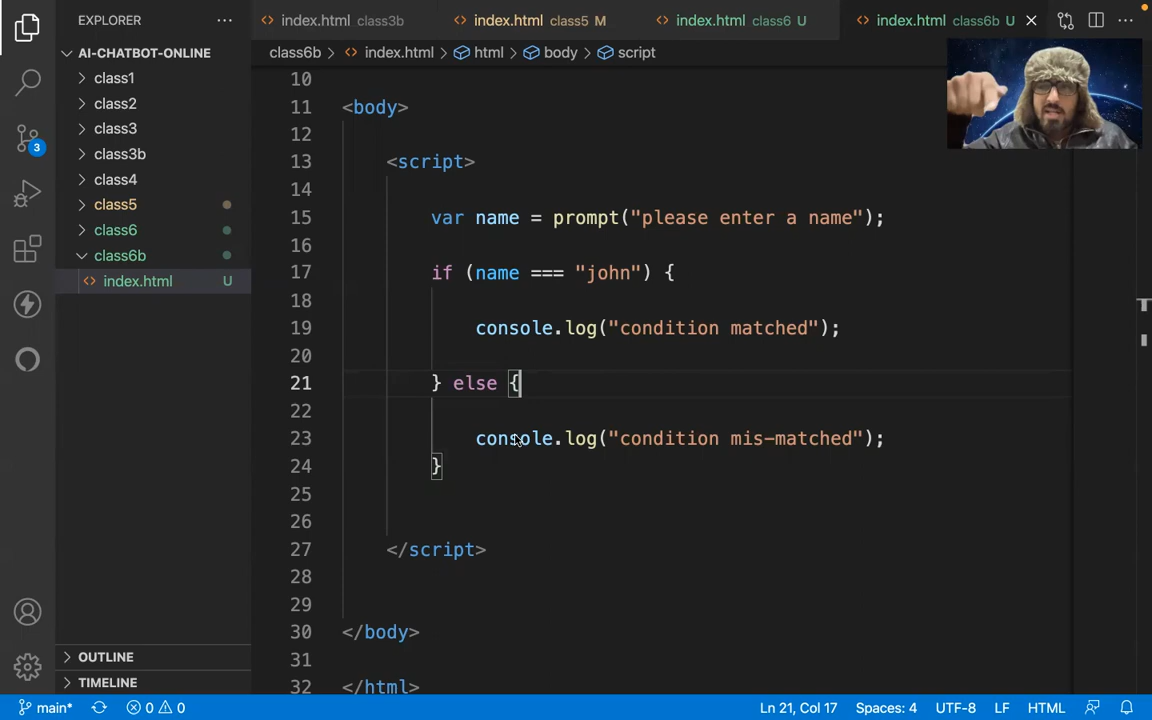 EXPLORER
index.html class3b
index.html class5 M
index.html class6 U
index.html class6b U
AI-CHATBOT-ONLINE
class6b > index.html > html > body > script
class1
class2
class3
class3b
class4
class5
class6
class6b
index.html U
3
10
11 <body>
12
13 <script>
14
15 var name = prompt("please enter a name");
16
17 if (name === "john") {
18
19 console.log("condition matched");
20
21 } else {
22
23 console.log("condition mis-matched");
24 }
25
26
27 </script>
28
29
30 </body>
31
32 </html>
OUTLINE
TIMELINE
main* 0 0 Ln 21, Col 17 Spaces: 4 UTF-8 LF HTML